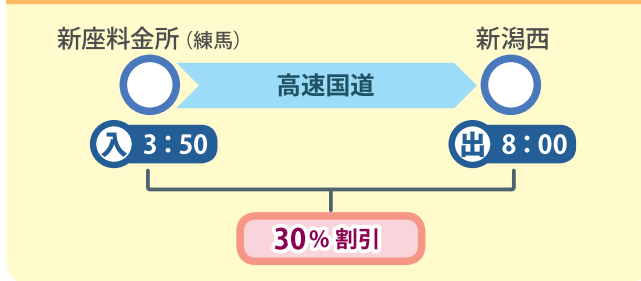 新座料金所（練馬）
新潟西
高速国道
入 3：50
出 8：00
30% 割引